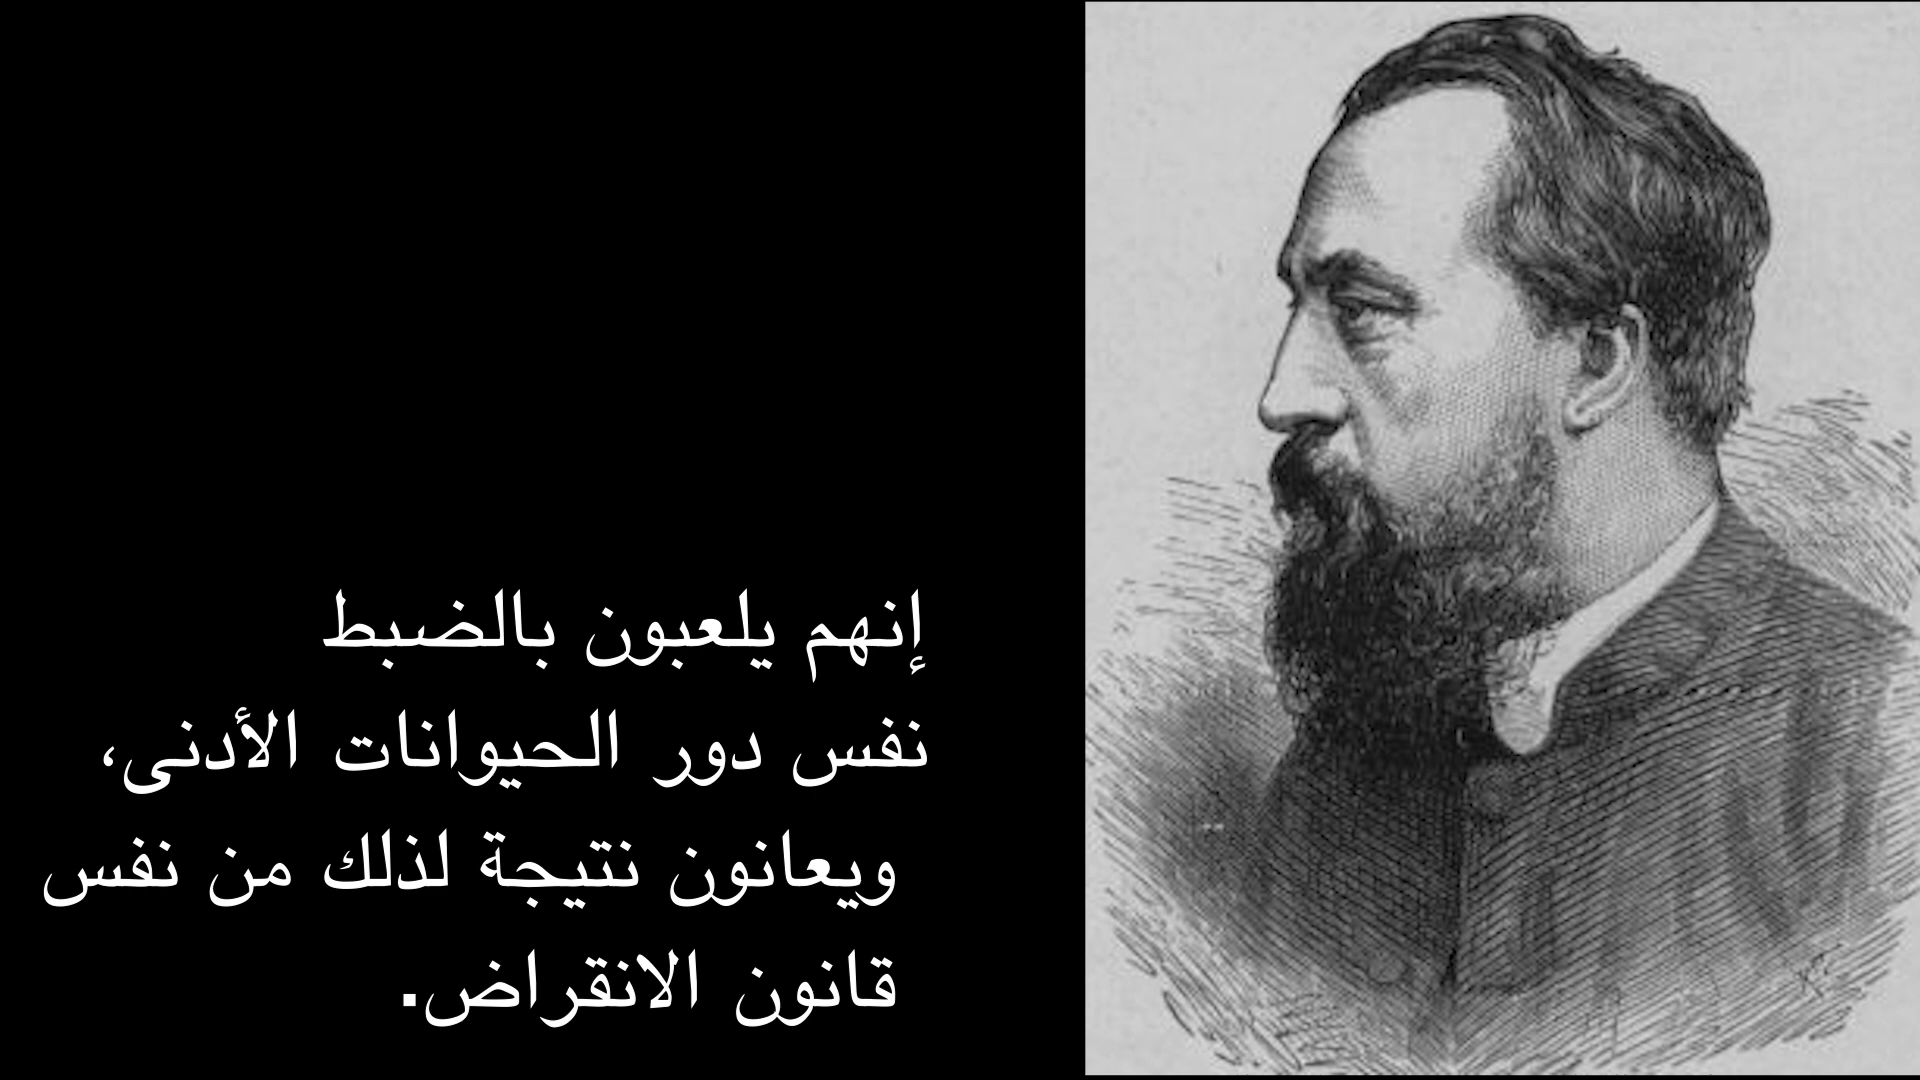 إنهم يلعبون بالضبط
نفس دور الحيوانات الأدنى،
ويعانون نتيجة لذلك من نفس
قانون الانقراض.